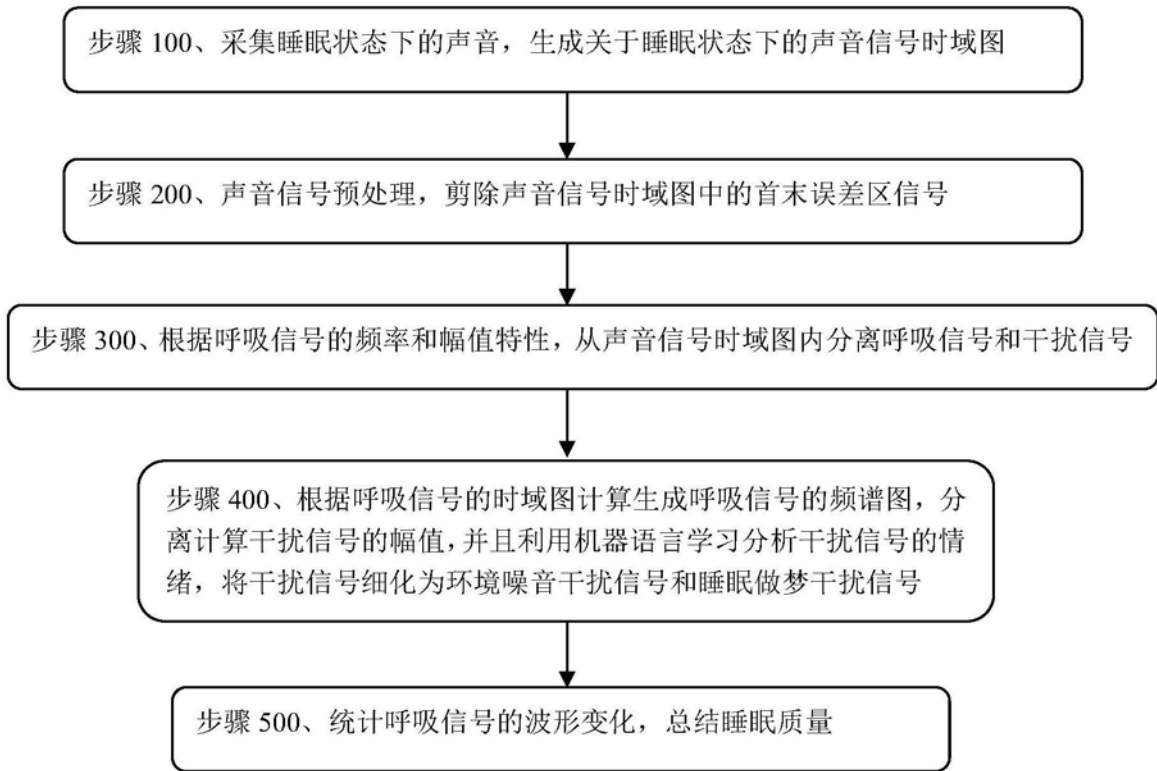 步骤 100、采集睡眠状态下的声音，生成关于睡眠状态下的声音信号时域图
步骤 200、声音信号预处理，剪除声音信号时域图中的首末误差区信号
步骤 300、根据呼吸信号的频率和幅值特性，从声音信号时域图内分离呼吸信号和干扰信号
步骤 400、根据呼吸信号的时域图计算生成呼吸信号的频谱图，分
离计算干扰信号的幅值，并且利用机器语言学习分析干扰信号的情
绪，将干扰信号细化为环境噪音干扰信号和睡眠做梦干扰信号
步骤 500、统计呼吸信号的波形变化，总结睡眠质量